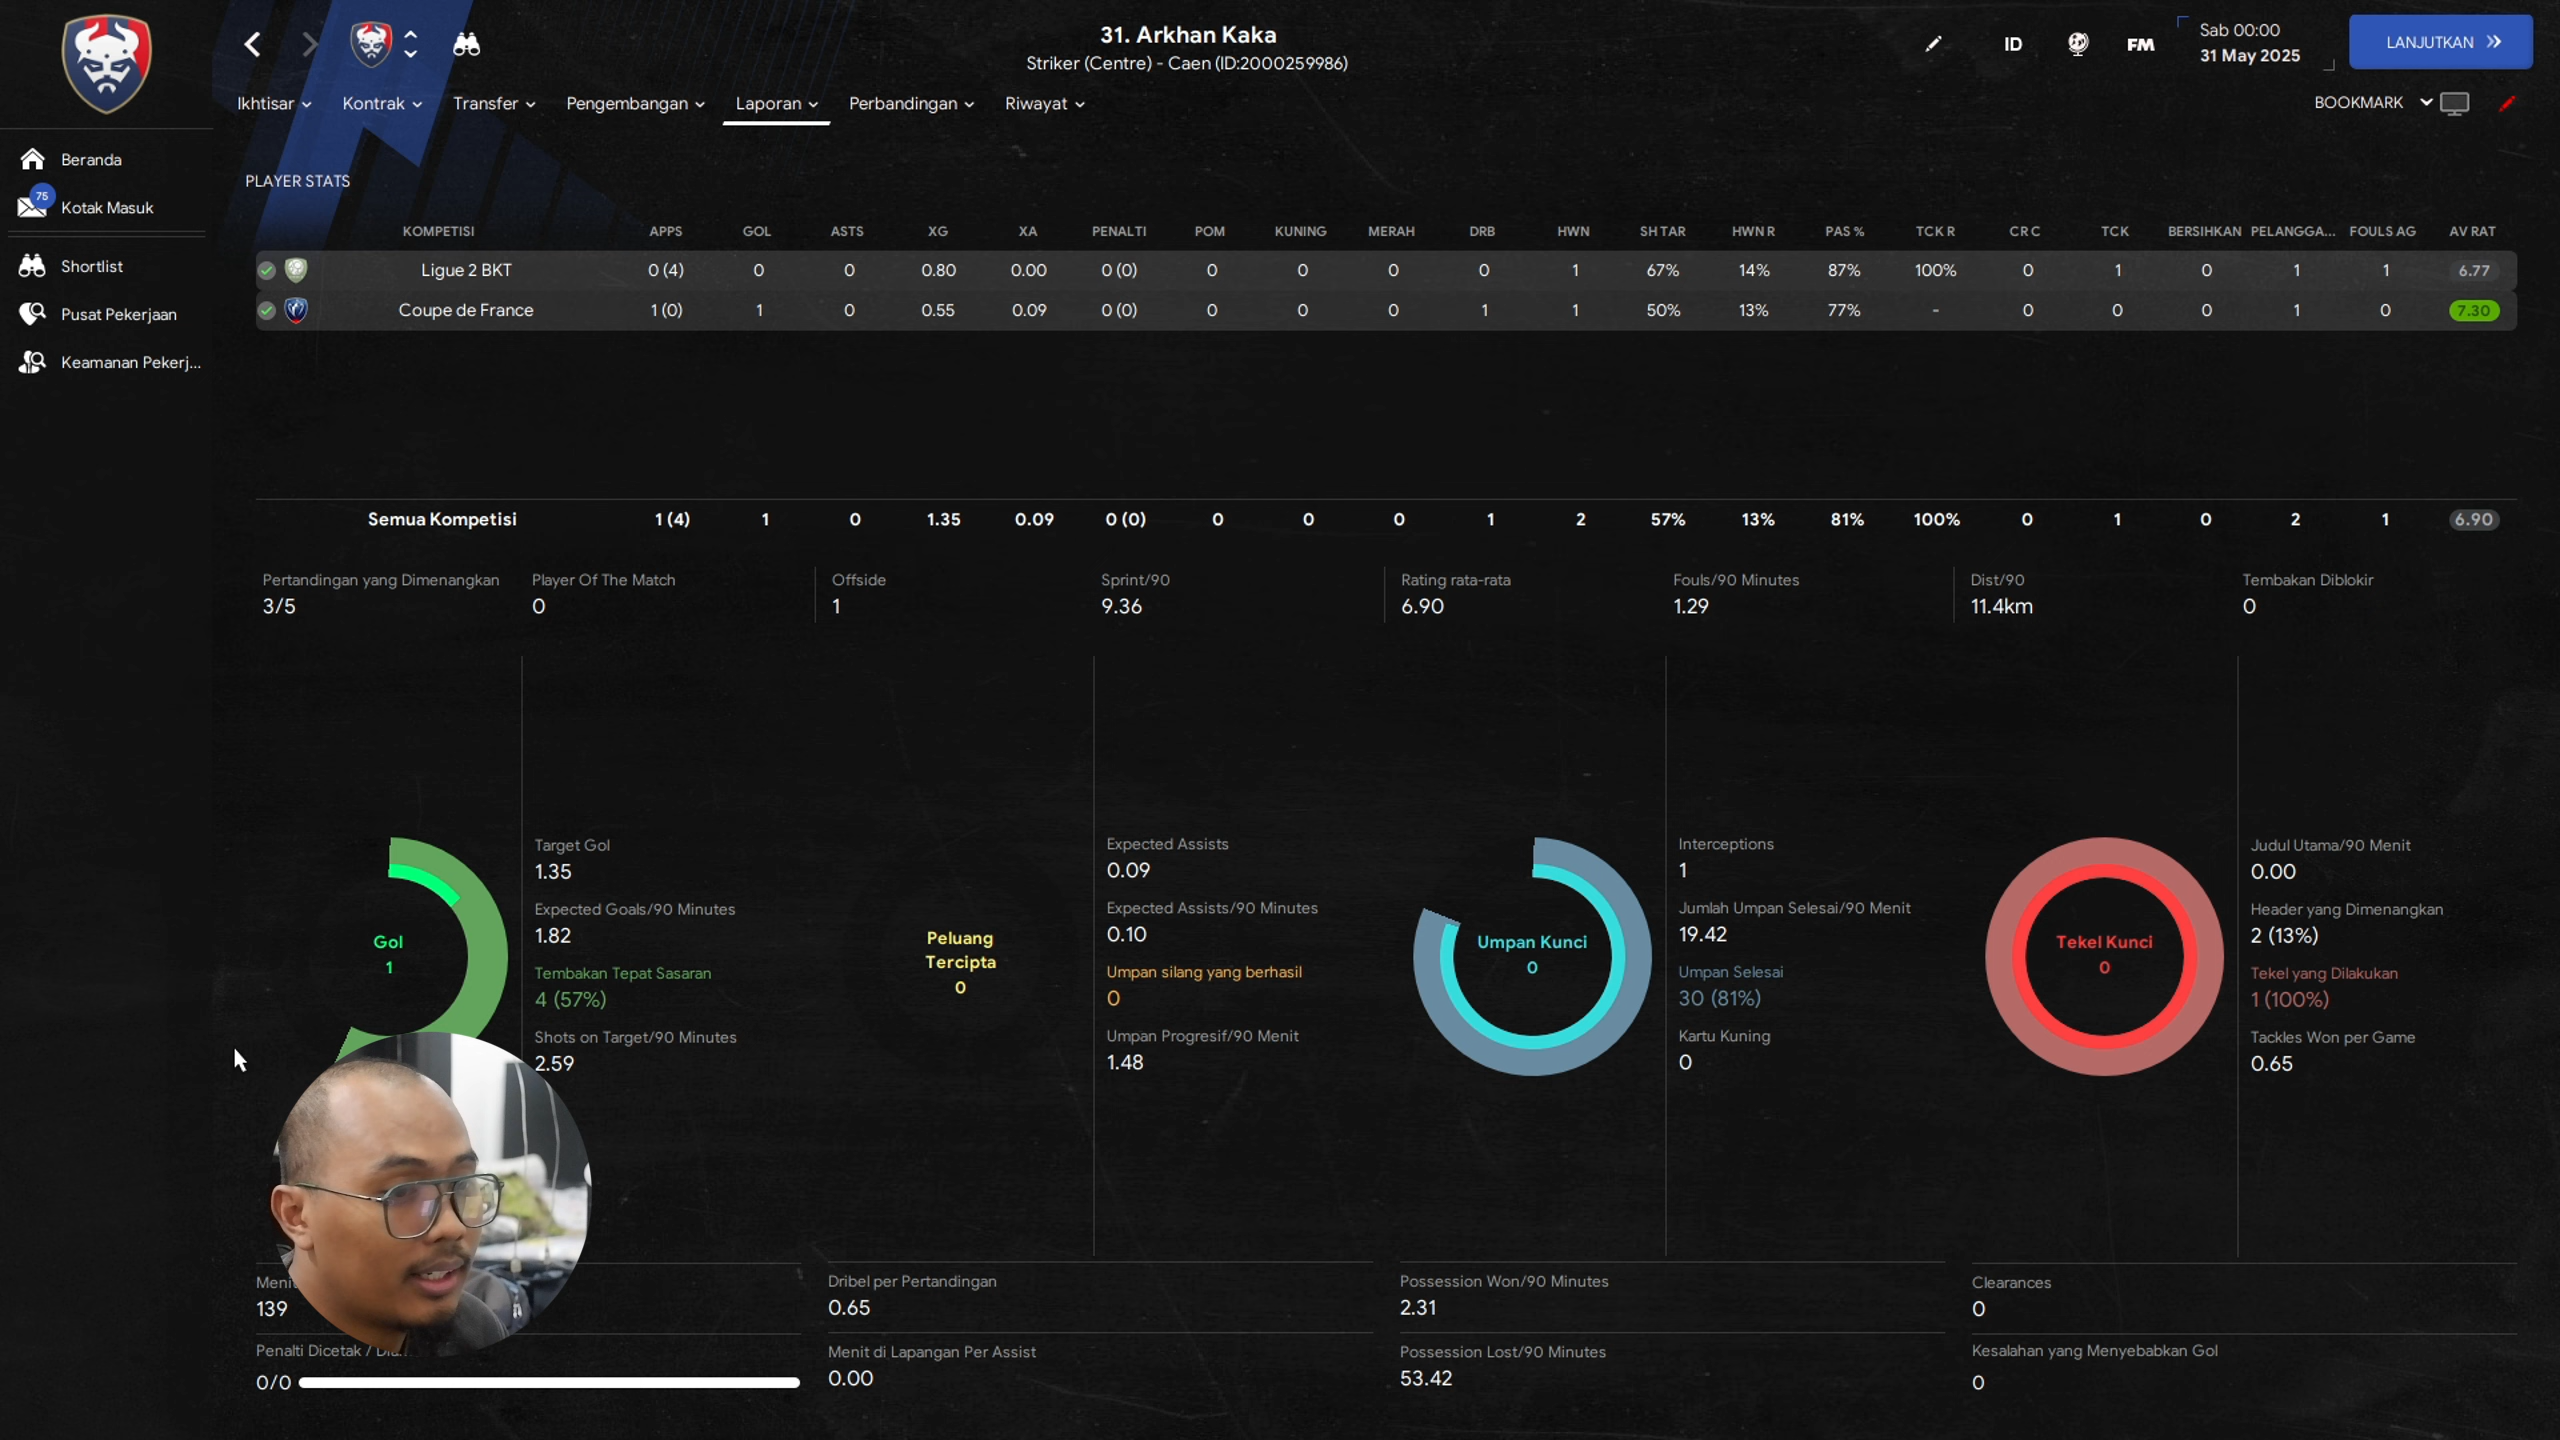 31. Arkhan Kaka
Striker (Centre) - Caen (ID:2000259986)
ID
FM
Sab 00:00
31 May 2025
LANJUTKAN
Ikhtisar
Kontrak
Transfer
Pengembangan
Laporan
Perbandingan
Riwayat
BOOKMARK
Beranda
75
Kotak Masuk
Shortlist
Pusat Pekerjaan
Keamanan Pekerj...
PLAYER STATS
KOMPETISI APPS GOL ASTS XG XA PENALTI POM KUNING MERAH DRB HWN SH TAR HWN R PAS % TCK R CR C TCK BERSIHKAN PELANGGA... FOULS AG AV RAT
Ligue 2 BKT 0 (4) 0 0 0.80 0.00 0 (0) 0 0 0 0 1 67% 14% 87% 100% 0 1 0 1 1 6.77
Coupe de France 1 (0) 1 0 0.55 0.09 0 (0) 0 0 0 1 1 50% 13% 77% - 0 0 0 1 0 7.30
Semua Kompetisi 1 (4) 1 0 1.35 0.09 0 (0) 0 0 0 1 2 57% 13% 81% 100% 0 1 0 2 1 6.90
Pertandingan yang Dimenangkan
3/5
Player Of The Match
0
Offside
1
Sprint/90
9.36
Rating rata-rata
6.90
Fouls/90 Minutes
1.29
Dist/90
11.4km
Tembakan Diblokir
0
Gol
1
Target Gol
1.35
Expected Goals/90 Minutes
1.82
Tembakan Tepat Sasaran
4 (57%)
Shots on Target/90 Minutes
2.59
Peluang
Tercipta
0
Expected Assists
0.09
Expected Assists/90 Minutes
0.10
Umpan silang yang berhasil
0
Umpan Progresif/90 Menit
1.48
Umpan Kunci
0
Interceptions
1
Jumlah Umpan Selesai/90 Menit
19.42
Umpan Selesai
30 (81%)
Kartu Kuning
0
Tekel Kunci
0
Judul Utama/90 Menit
0.00
Header yang Dimenangkan
2 (13%)
Tekel yang Dilakukan
1 (100%)
Tackles Won per Game
0.65
139
Penalti Dicetak /
0/0
Dribel per Pertandingan
0.65
Menit di Lapangan Per Assist
0.00
Possession Won/90 Minutes
2.31
Possession Lost/90 Minutes
53.42
Clearances
0
Kesalahan yang Menyebabkan Gol
0